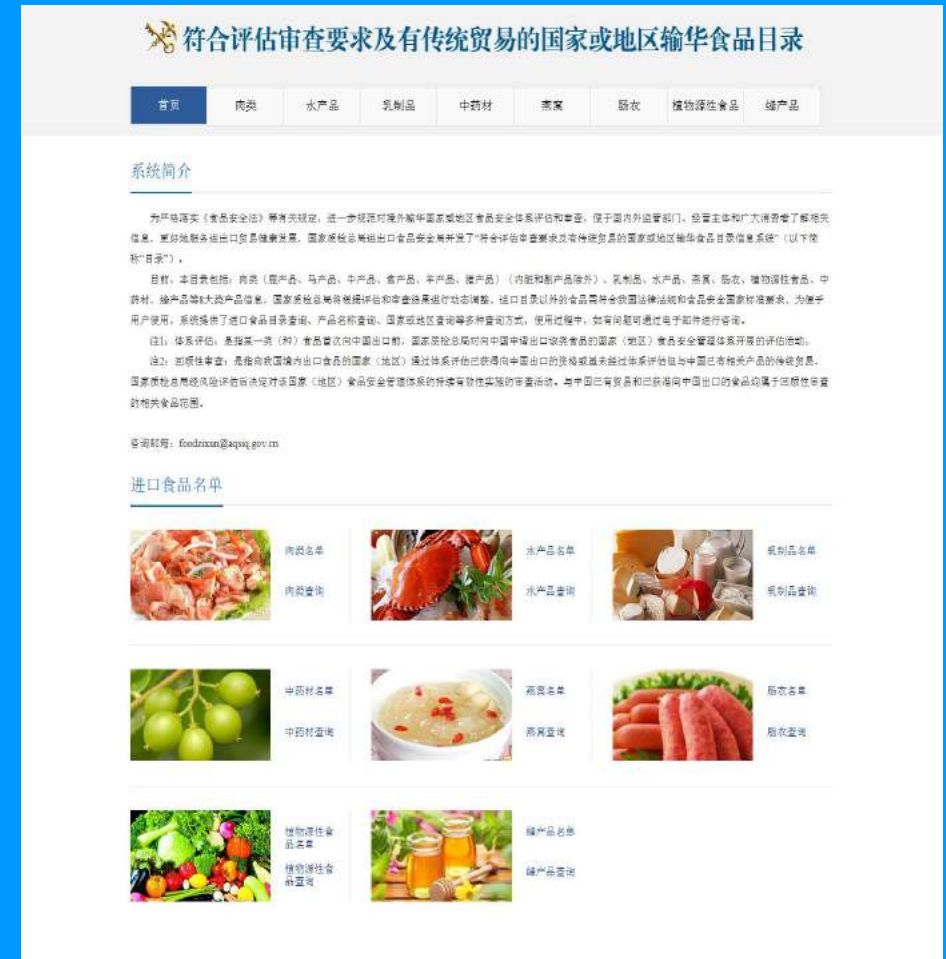 符合评估审查要求及有传统贸易的国家或地区输华食品目录
首页 肉类 水产品 乳制品 中药材 燕窝 肠衣 植物源性食品 蜂产品
系统简介
为严格落实《食品安全法》等有关规定，进一步规范对境外输华国家或地区食品安全体系评估和审查，便于国内外监管部门、经营主体和广大消费者了解相关
信息，更好地服务进出口贸易健康发展，国家质检总局进出口食品安全局开发了“符合评估审查要求及有传统贸易的国家或地区输华食品目录信息系统”（以下简
称“目录”）。
目前，本目录包括：肉类（鹿产品、马产品、牛产品、禽产品、羊产品、猪产品）（内脏和副产品除外）、乳制品、水产品、燕窝、肠衣、植物源性食品、中
药材、蜂产品等8大类产品信息。国家质检总局将根据评估和审查结果进行动态调整。进口目录以外的食品需符合我国法律法规和食品安全国家标准要求。为便于
用户使用，系统提供了进口食品目录查询、产品名称查询、国家或地区查询等多种查询方式，使用过程中，如有问题可通过电子邮件进行咨询。
注1：体系评估：是指某一类（种）食品首次向中国出口前，国家质检总局对向中国申请出口该类食品的国家（地区）食品安全管理体系开展的评估活动。
注2：回顾性审查：是指向我国境内出口食品的国家（地区）通过体系评估已获得向中国出口的资格或虽未经过体系评估但与中国已有相关产品的传统贸易，
国家质检总局经风险评估后决定对该国家（地区）食品安全管理体系的持续有效性实施的审查活动。与中国已有贸易和已获准向中国出口的食品均属于回顾性审查
的相关食品范围。
咨询邮箱：foodzixun@aqsiq.gov.cn
进口食品名单
肉类名单
肉类查询
水产品名单
水产品查询
乳制品名单
乳制品查询
中药材名单
中药材查询
燕窝名单
燕窝查询
肠衣名单
肠衣查询
植物源性食
品名单
植物源性食
品查询
蜂产品名单
蜂产品查询